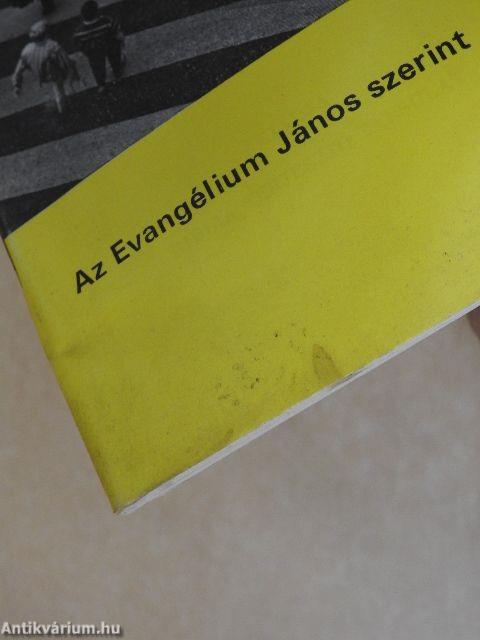 Az Evangélium János szerint
Antikvárium.hu